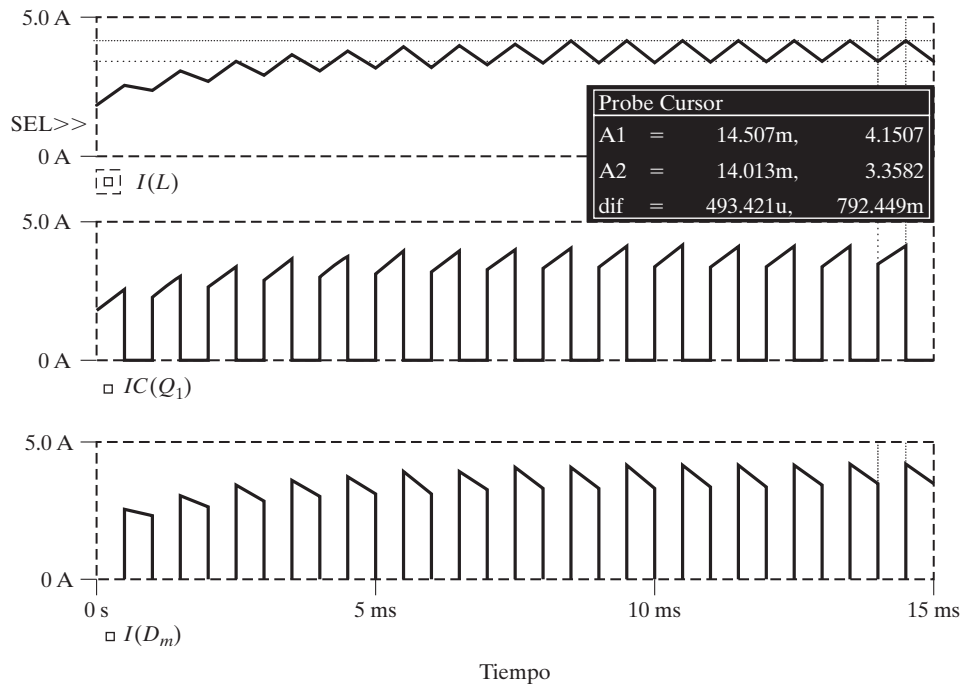 5.0 A
SEL>>
0 A
I(L)
Probe Cursor
A1 = 14.507m, 4.1507
A2 = 14.013m, 3.3582
dif = 493.421u, 792.449m
5.0 A
0 A
IC(Q1)
5.0 A
0 A
0 s 5 ms 10 ms 15 ms
I(Dm)
Tiempo